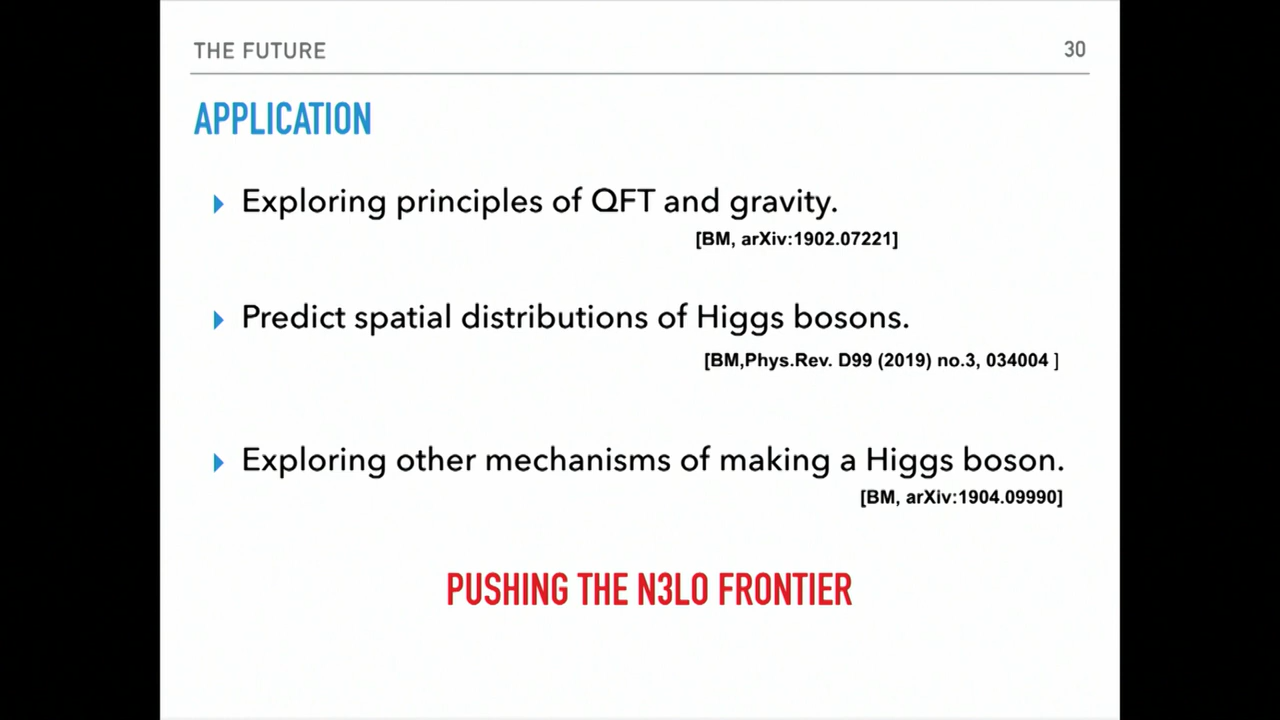 THE FUTURE 30
APPLICATION
Exploring principles of QFT and gravity.
[BM, arXiv:1902.07221]
Predict spatial distributions of Higgs bosons.
[BM,Phys.Rev. D99 (2019) no.3, 034004 ]
Exploring other mechanisms of making a Higgs boson.
[BM, arXiv:1904.09990]
PUSHING THE N3LO FRONTIER